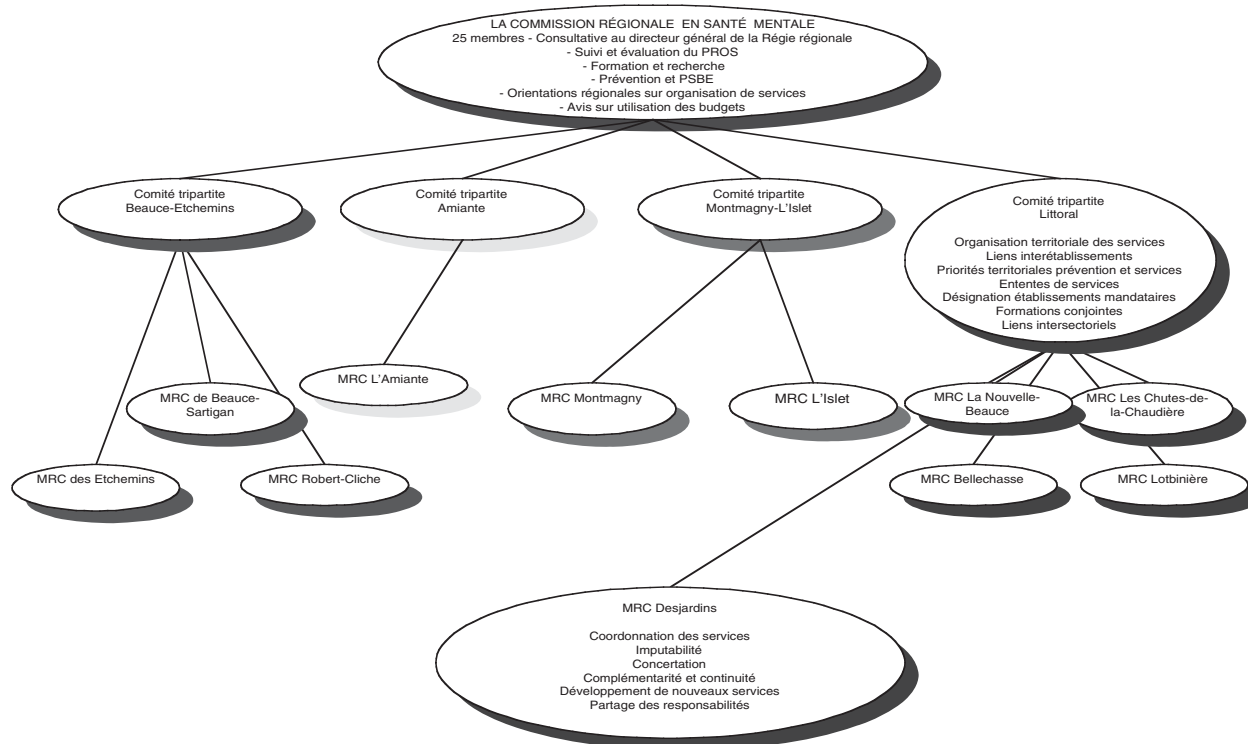 LA COMMISSION RÉGIONALE EN SANTÉ MENTALE
25 membres - Consultative au directeur général de la Régie régionale
- Suivi et évaluation du PROS
- Formation et recherche
- Prévention et PSBE
- Orientations régionales sur organisation de services
- Avis sur utilisation des budgets
Comité tripartite
Beauce-Etchemins
Comité tripartite
Amiante
Comité tripartite
Montmagny-L'Islet
Comité tripartite
Littoral
Organisation territoriale des services
Liens interétablissements
Priorités territoriales prévention et services
Ententes de services
Désignation établissements mandataires
Formations conjointes
Liens intersectoriels
MRC L'Amiante
MRC de Beauce-
Sartigan
MRC Montmagny
MRC L'Islet
MRC La Nouvelle-
Beauce
MRC Les Chutes-de-
la-Chaudière
MRC des Etchemins
MRC Robert-Cliche
MRC Bellechasse
MRC Lotbinière
MRC Desjardins
Coordonnation des services
Imputabilité
Concertation
Complémentarité et continuité
Développement de nouveaux services
Partage des responsabilités